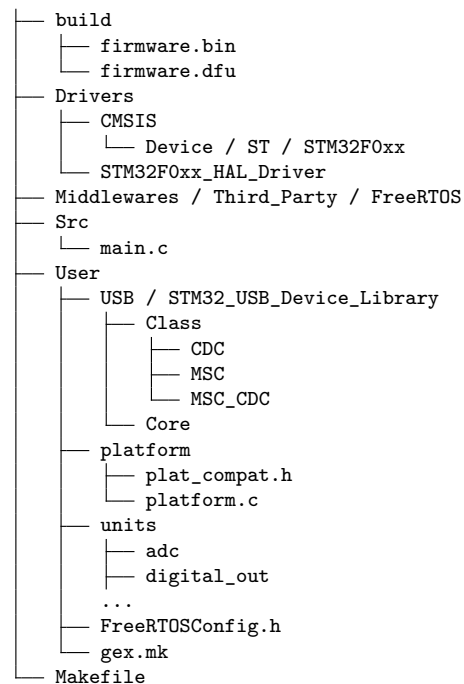 build
firmware.bin
firmware.dfu
Drivers
CMSIS
Device / ST / STM32F0xx
STM32F0xx_HAL_Driver
Middlewares / Third_Party / FreeRTOS
Src
main.c
User
USB / STM32_USB_Device_Library
Class
CDC
MSC
MSC_CDC
Core
platform
plat_compat.h
platform.c
units
adc
digital_out
...
FreeRTOSConfig.h
gex.mk
Makefile